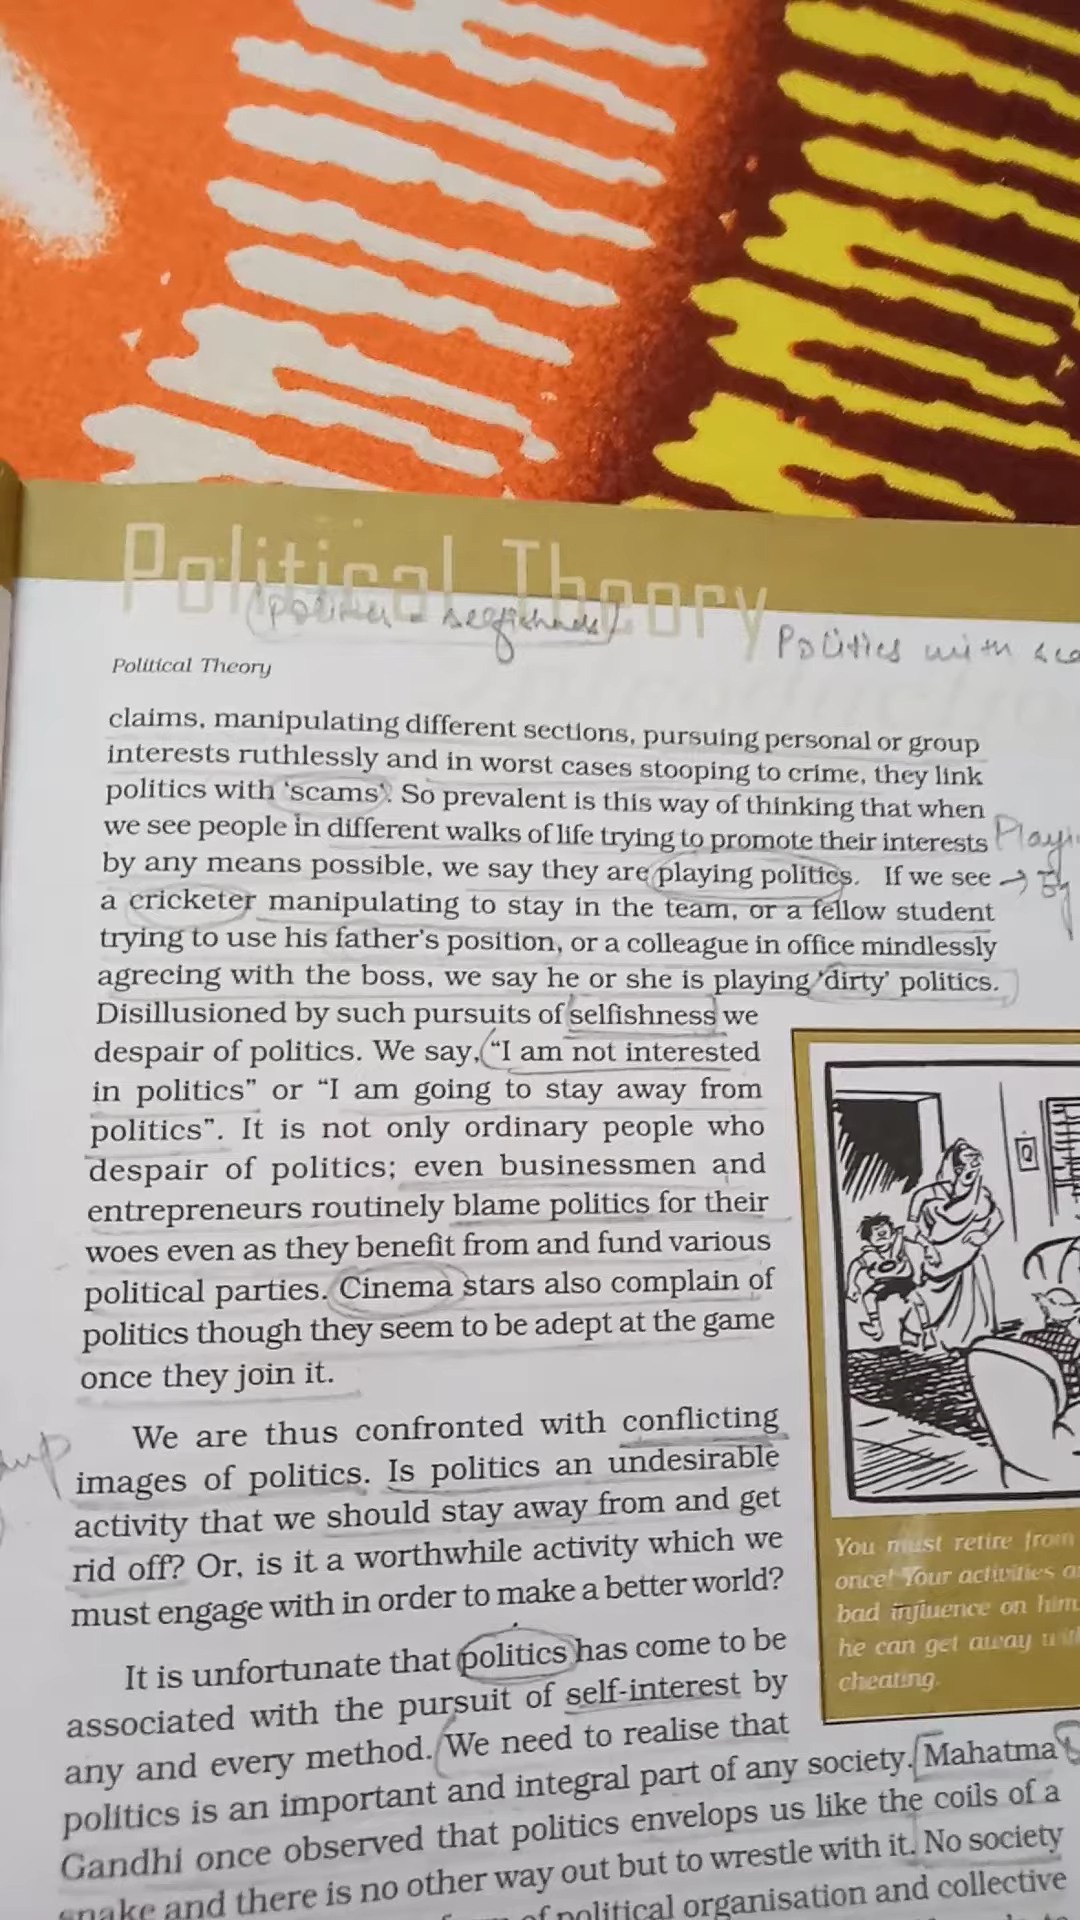 Political Theory
Politics with
Political Theory
claims, manipulating different sections, pursuing personal or group
interests ruthlessly and in worst cases stooping to crime, they link
politics with 'scams'. So prevalent is this way of thinking that when
we see people in different walks of life trying to promote their interests
by any means possible, we say they are playing politics. If we see
a cricketer manipulating to stay in the team, or a fellow student
trying to use his father's position, or a colleague in office mindlessly
agreeing with the boss, we say he or she is playing 'dirty' politics.
Disillusioned by such pursuits of selfishness we
despair of politics. We say, "I am not interested
in politics" or "I am going to stay away from
politics". It is not only ordinary people who
despair of politics; even businessmen and
entrepreneurs routinely blame politics for their
woes even as they benefit from and fund various
political parties. Cinema stars also complain of
politics though they seem to be adept at the game
once they join it.
We are thus confronted with conflicting
images of politics. Is politics an undesirable
activity that we should stay away from and get
rid off? Or, is it a worthwhile activity which we
must engage with in order to make a better world?
It is unfortunate that politics has come to be
associated with the pursuit of self-interest by
any and every method. We need to realise that
politics is an important and integral part of any society. Mahatma
Gandhi once observed that politics envelops us like the coils of a
snake and there is no other way out but to wrestle with it. No society
of political organisation and collective
You must retire from
once! Your activities
bad influence on him.
he can get away
cheating.